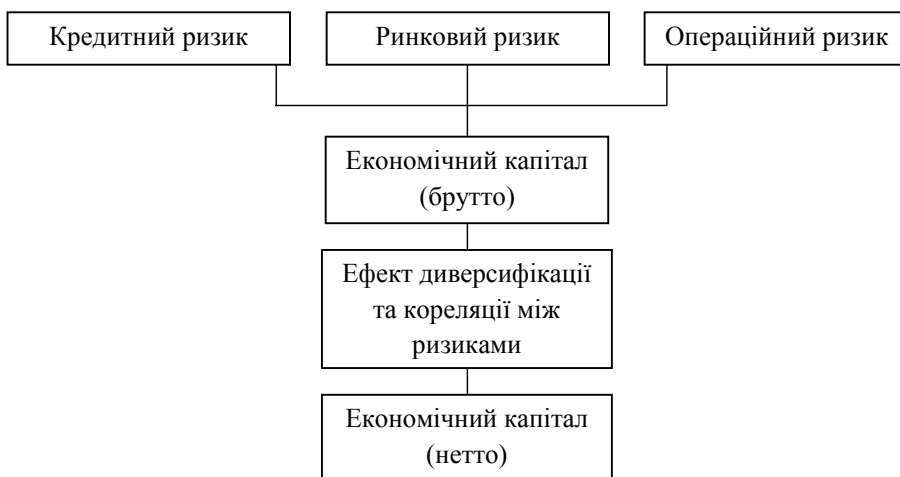 Кредитний ризик
Ринковий ризик
Операційний ризик
Економічний капітал
(брутто)
Ефект диверсифікації
та кореляції між
ризиками
Економічний капітал
(нетто)